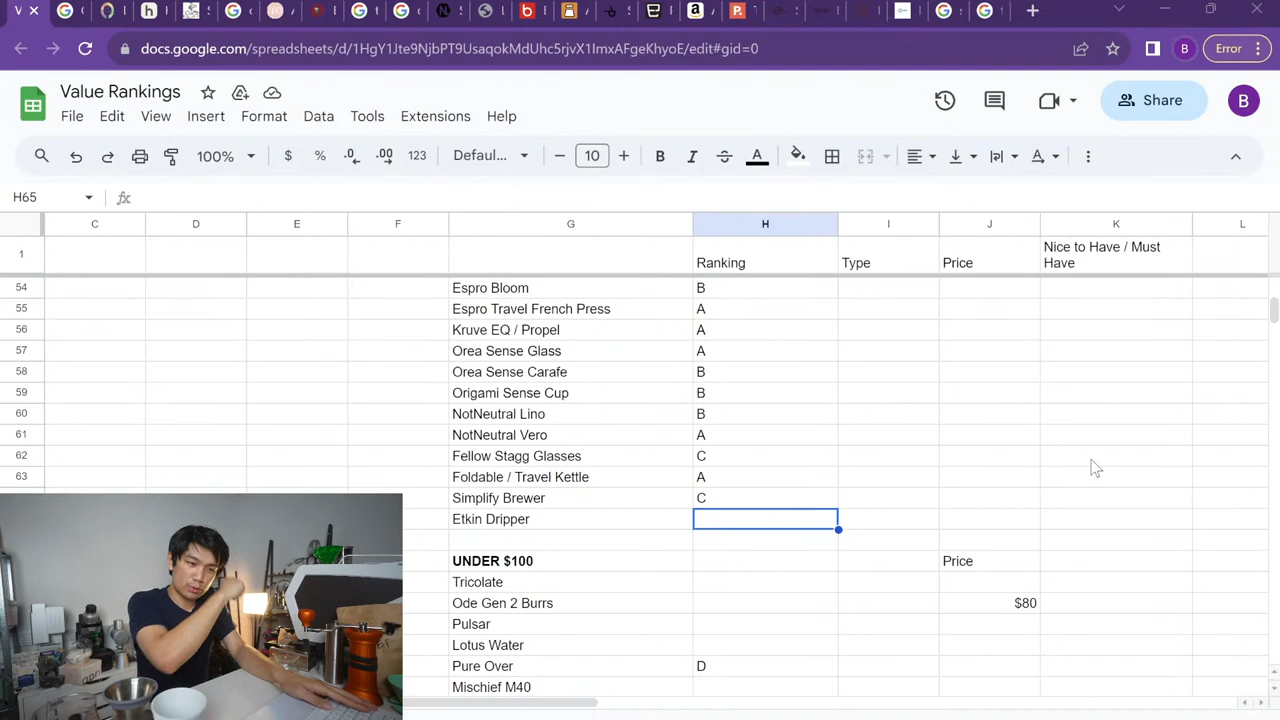 docs.google.com/spreadsheets/d/1HgY1Jte9NjbPT9UsaqokMdUhc5rjvX1ImxAFgeKhyoE/edit#gid=0
B
Error
Value Rankings
File Edit View Insert Format Data Tools Extensions Help
Share
B
100% $ % .0 .00 123 Defaul... 10 B I A
H65 fx
C D E F G H I J K L
1 Ranking Type Price Nice to Have / Must
Have
54 Espro Bloom B
55 Espro Travel French Press A
56 Kruve EQ / Propel A
57 Orea Sense Glass A
58 Orea Sense Carafe B
59 Origami Sense Cup B
60 NotNeutral Lino B
61 NotNeutral Vero A
62 Fellow Stagg Glasses C
63 Foldable / Travel Kettle A
Simplify Brewer C
Etkin Dripper
UNDER $100 Price
Tricolate
Ode Gen 2 Burrs $80
Pulsar
Lotus Water
Pure Over D
Mischief M40